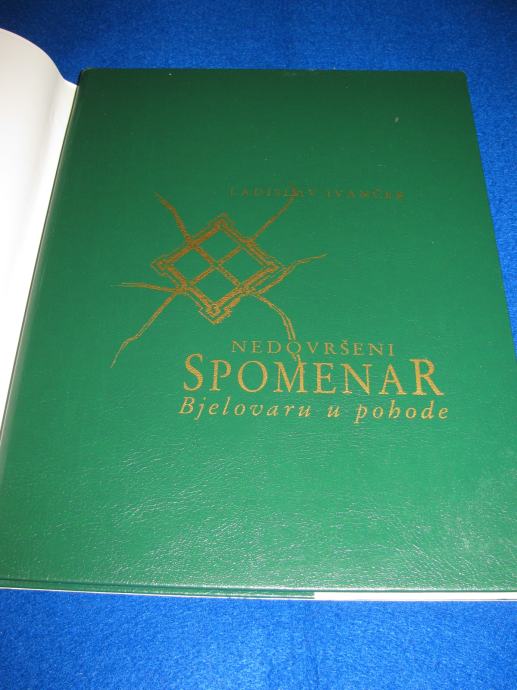 LADISLAV IVANČEK
NEDOVRŠENI
SPOMENAR
Bjelovaru u pohode